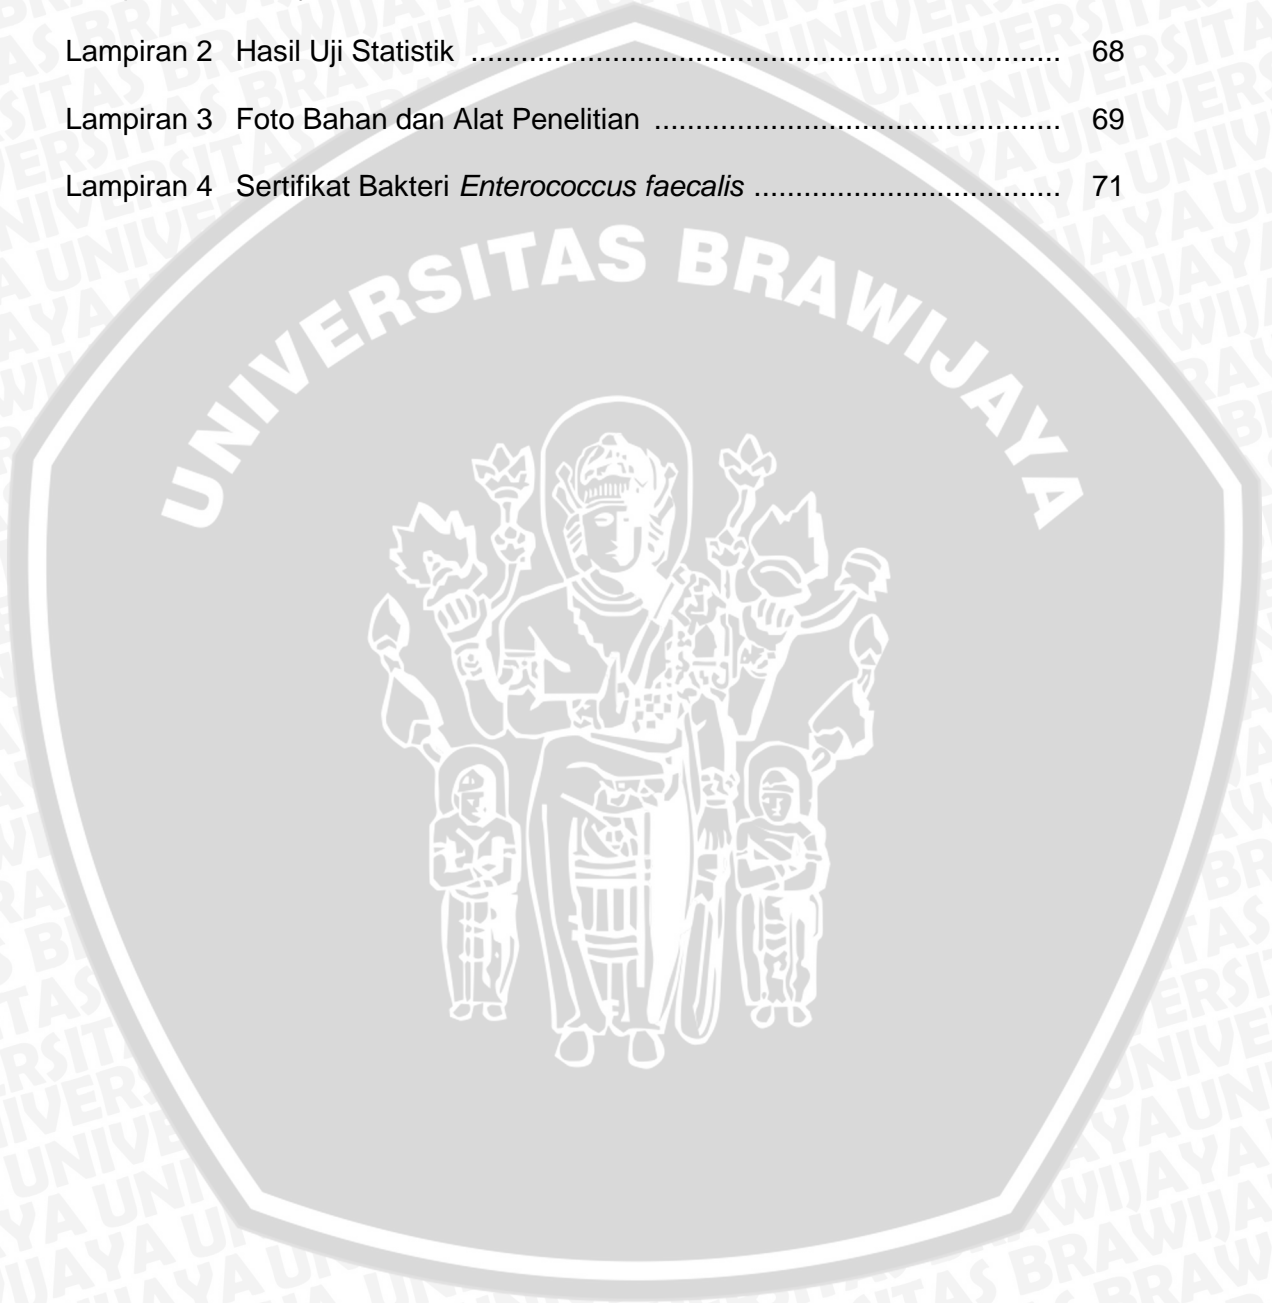 Lampiran 2 Hasil Uji Statistik ........................................................................ 68
Lampiran 3 Foto Bahan dan Alat Penelitian ................................................. 69
Lampiran 4 Sertifikat Bakteri Enterococcus faecalis ..................................... 71
UNIVERSITAS BRAWIJAYA